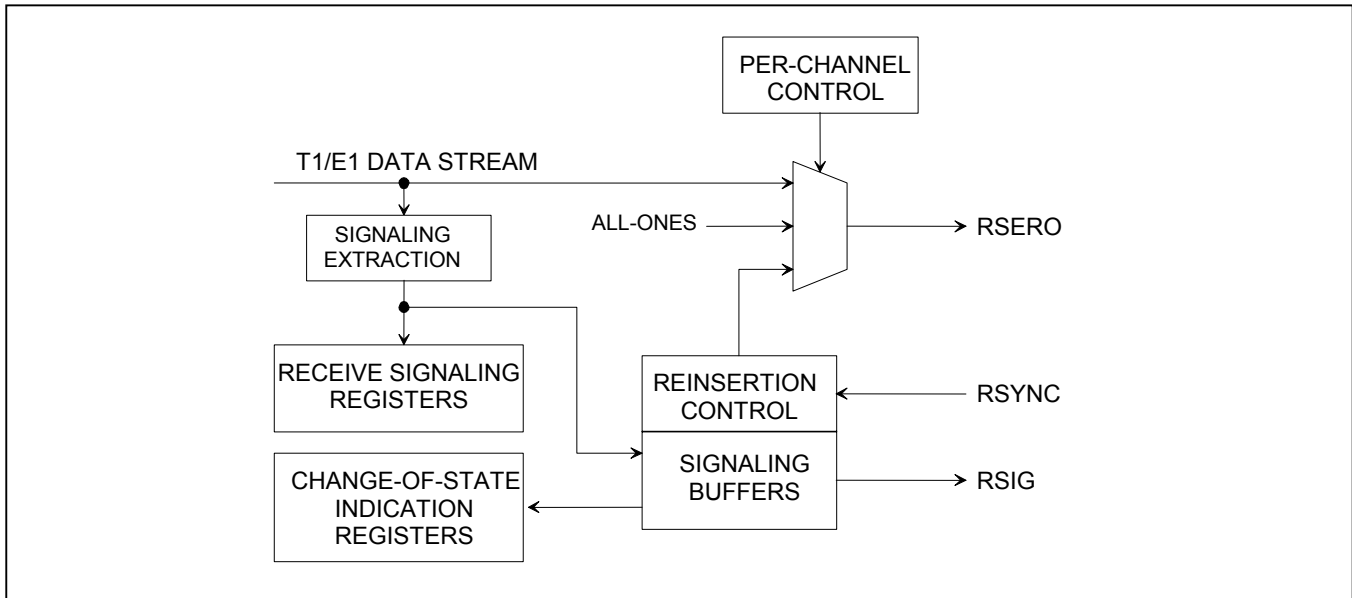 PER-CHANNEL
CONTROL
T1/E1 DATA STREAM
ALL-ONES
RSERO
SIGNALING
EXTRACTION
RECEIVE SIGNALING
REGISTERS
REINSERTION
CONTROL
RSYNC
SIGNALING
BUFFERS
RSIG
CHANGE-OF-STATE
INDICATION
REGISTERS